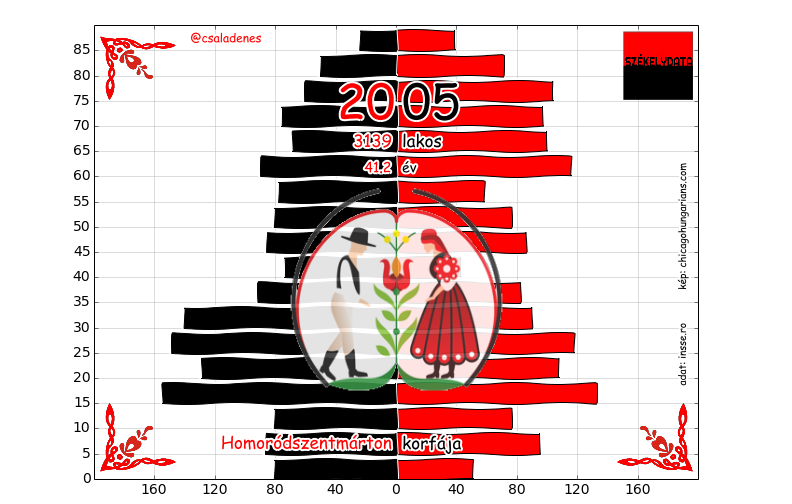 @csaladenes
SZÉKELYDATA
2005
3139 lakos
41,2 év
kép: chicagohungarians.com
adat: insse.ro
Homoródszentmárton korfája
85
80
75
70
65
60
55
50
45
40
35
30
25
20
15
10
5
0
160 120 80 40 0 40 80 120 160